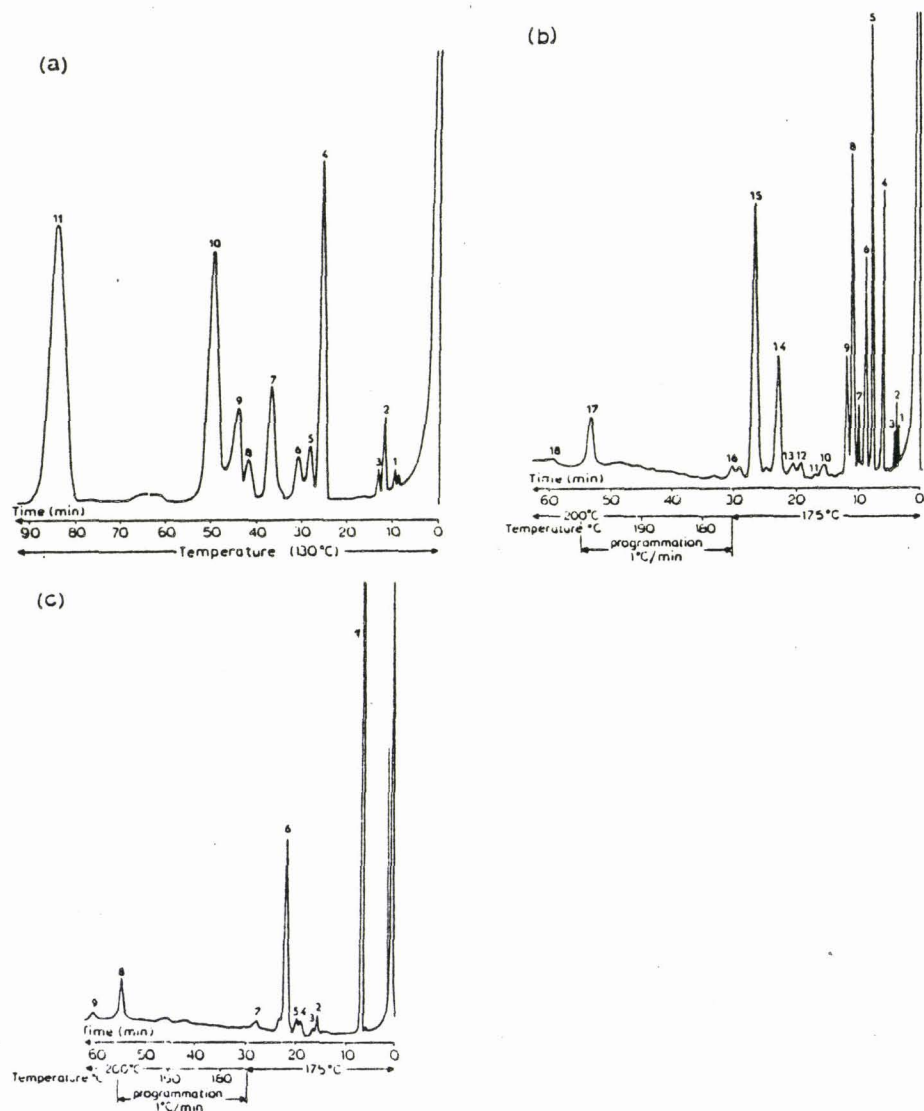 (a)
11
10
9
8
7
6
5
4
3
2
1
Time (min)
90 80 70 60 50 40 30 20 10 0
Temperature (130°C)
(b)
18
17
16
15
14
13 12
11
10
9
8
7
6
5
4
3
2
1
Time (min)
60 50 40 30 20 10 0
200°C
175°C
Temperature °C 190 180
programmation
1°C/min
(c)
9
8
7
6
5 4
3
2
1
Time (min)
60 50 40 30 20 10 0
200°C
175°C
Temperature °C 190 180
programmation
1°C/min